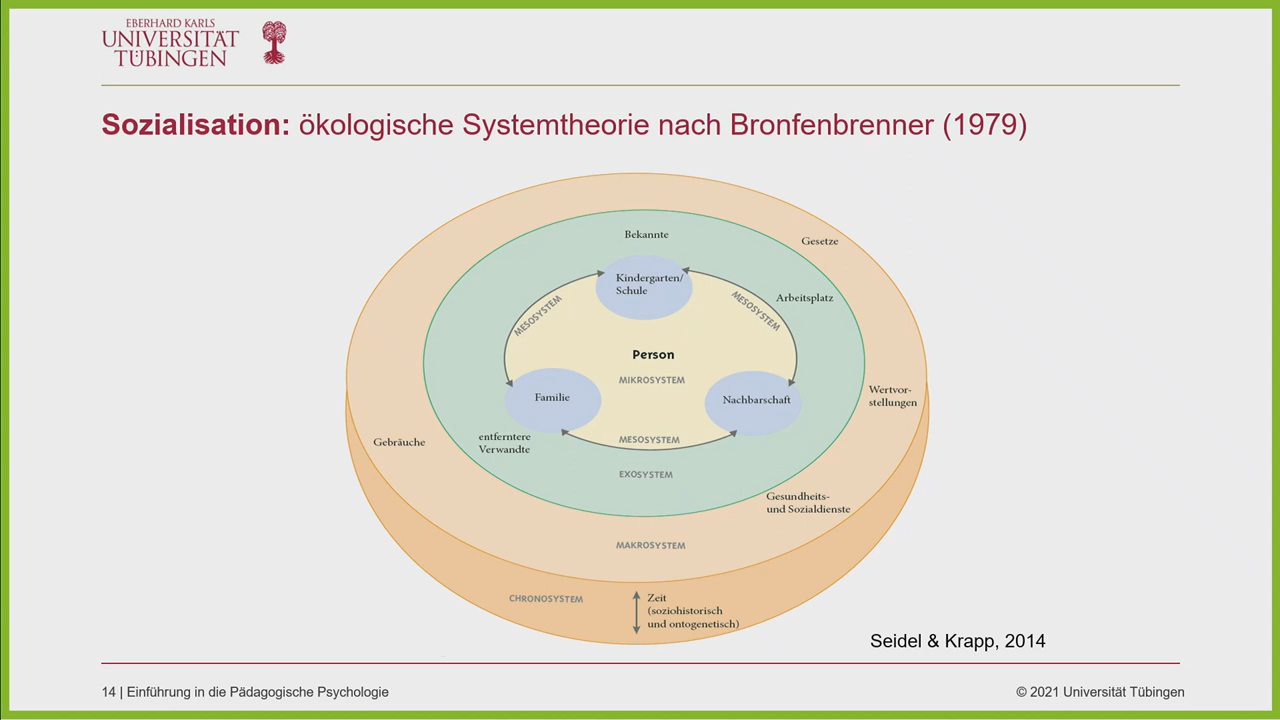 EBERHARD KARLS
UNIVERSITÄT
TÜBINGEN
Sozialisation: ökologische Systemtheorie nach Bronfenbrenner (1979)
Bekannte
Gesetze
Kindergarten/
Schule
Arbeitsplatz
MESOSYSTEM
MESOSYSTEM
Person
MIKROSYSTEM
Familie
Nachbarschaft
Wertvor-
stellungen
Gebräuche
entferntere
Verwandte
MESOSYSTEM
EXOSYSTEM
Gesundheits-
und Sozialdienste
MAKROSYSTEM
CHRONOSYSTEM
Zeit
(soziohistorisch
und ontogenetisch)
Seidel & Krapp, 2014
14 | Einführung in die Pädagogische Psychologie
© 2021 Universität Tübingen